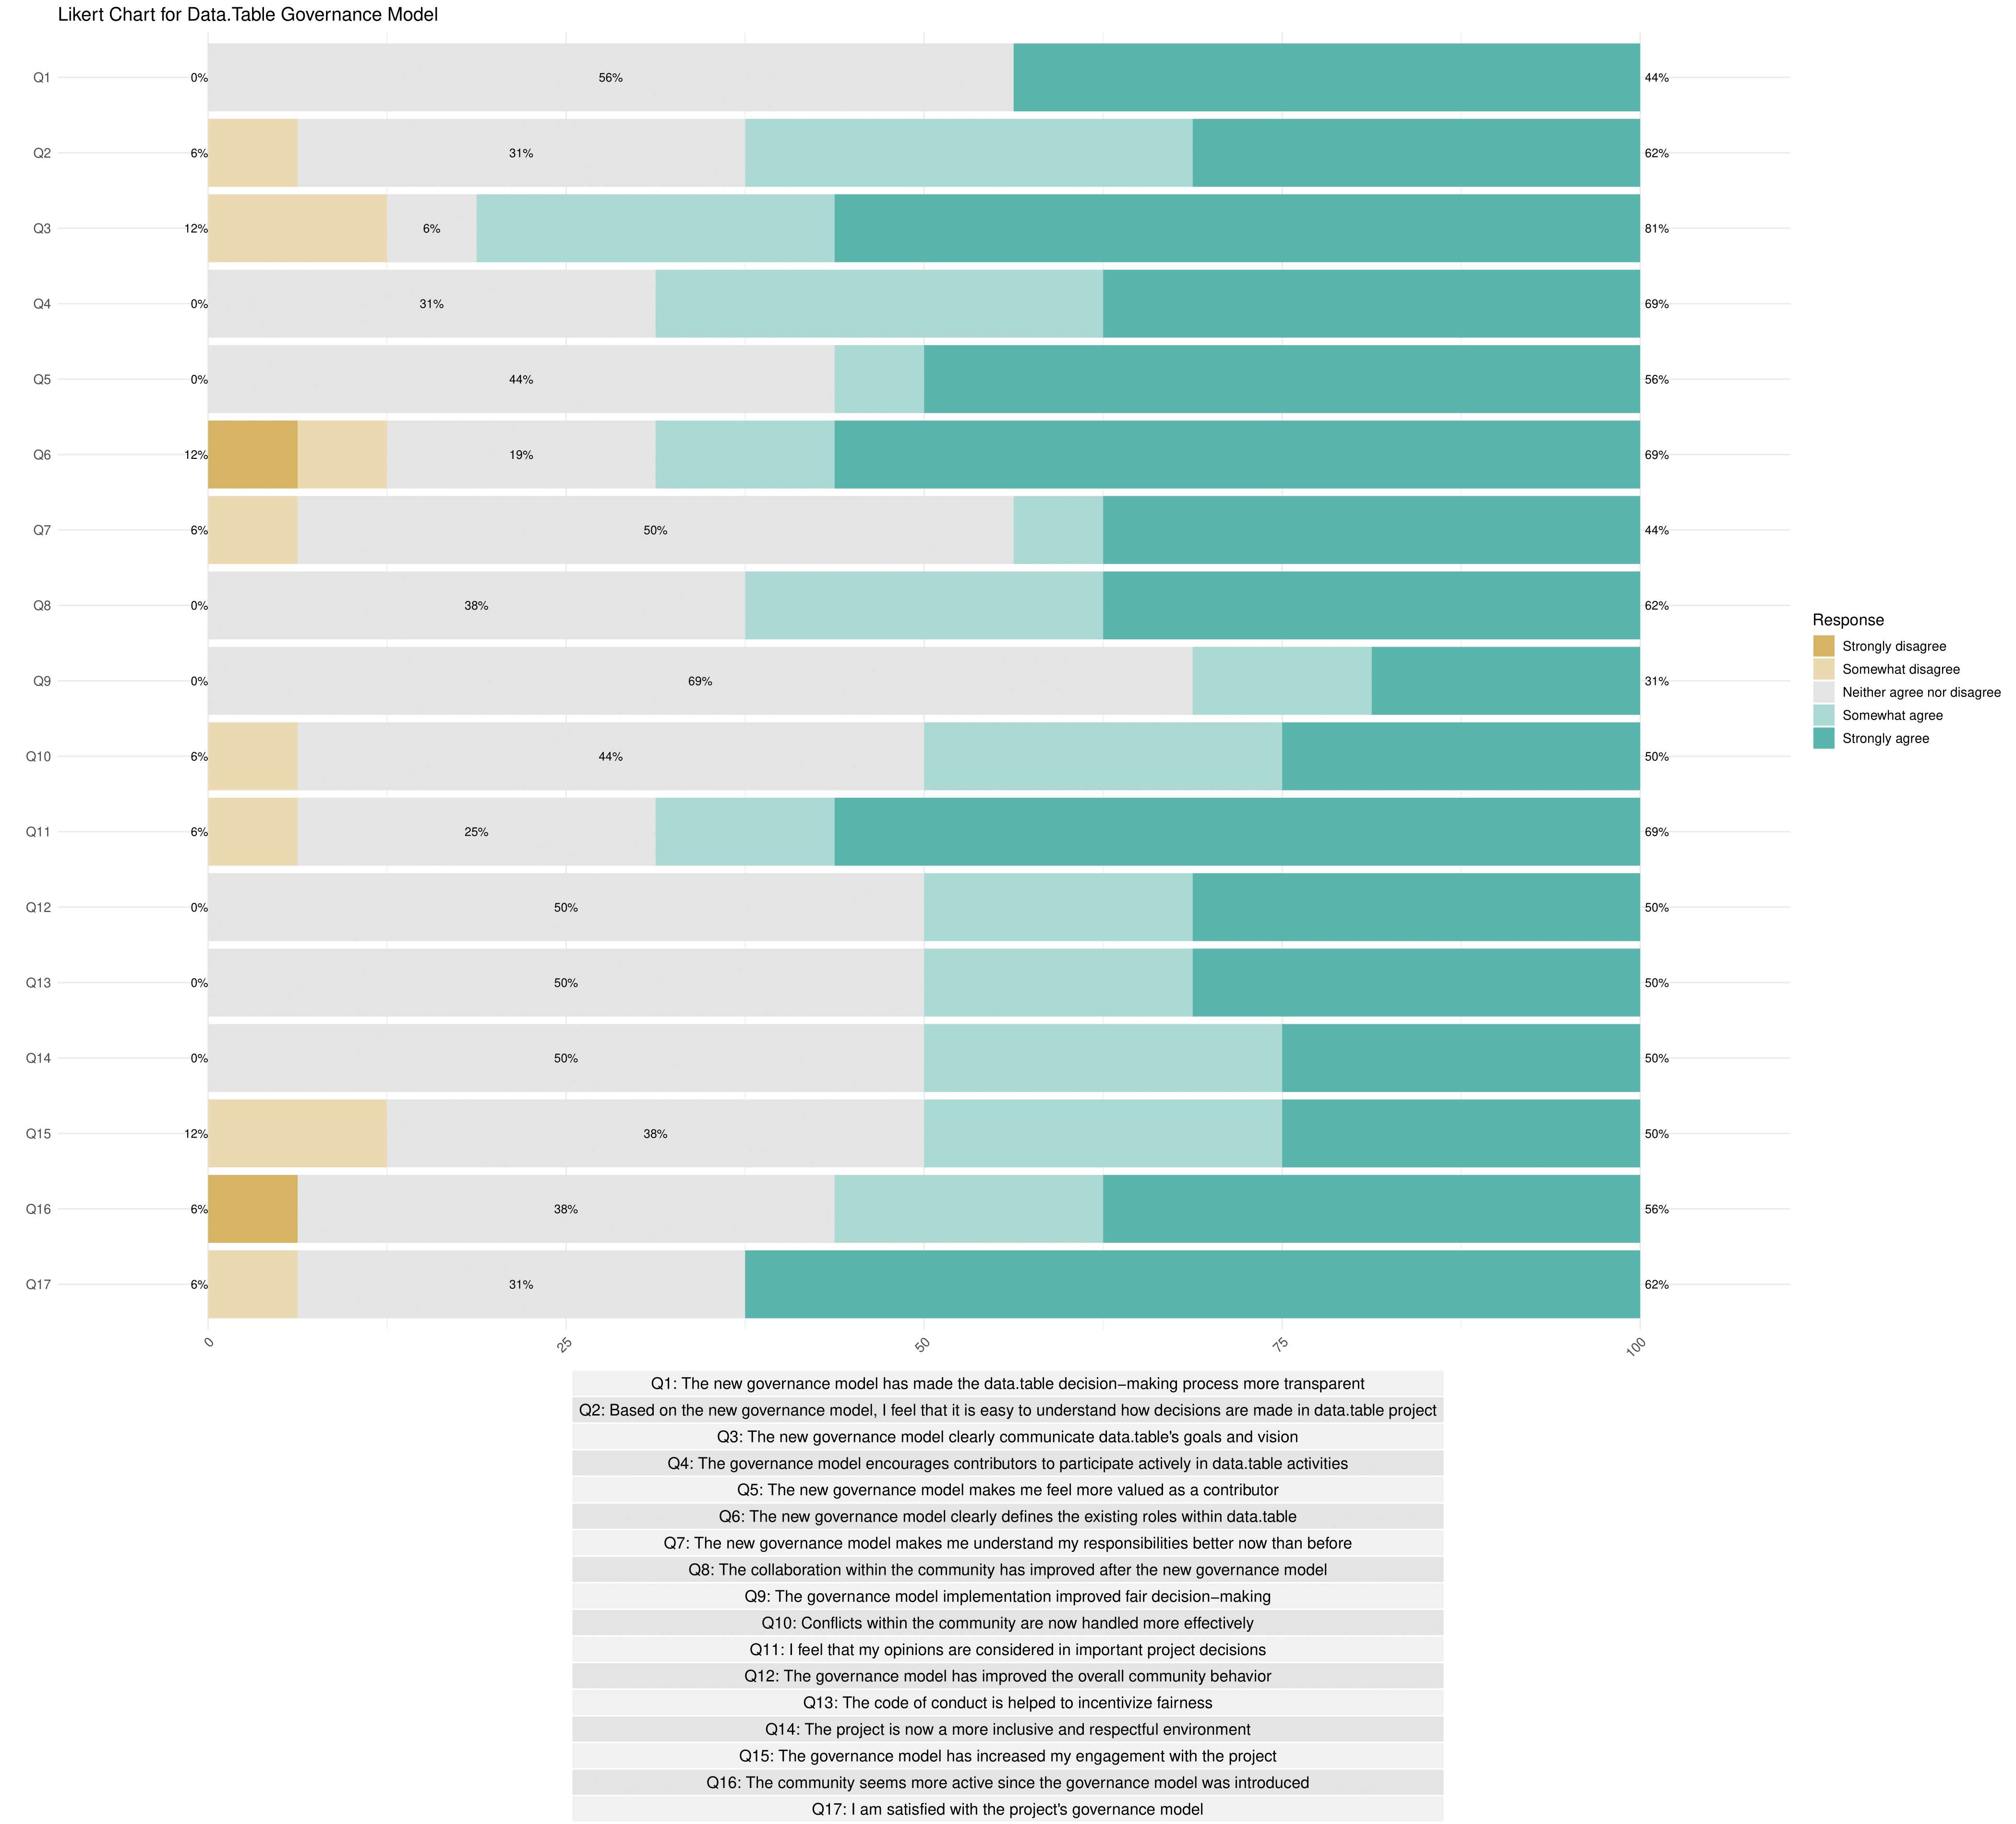 Likert Chart for Data.Table Governance Model
Q1 0% 56% 44%
Q2 6% 31% 62%
Q3 12% 6% 81%
Q4 0% 31% 69%
Q5 0% 44% 56%
Q6 12% 19% 69%
Q7 6% 50% 44%
Q8 0% 38% 62%
Q9 0% 69% 31%
Q10 6% 44% 50%
Q11 6% 25% 69%
Q12 0% 50% 50%
Q13 0% 50% 50%
Q14 0% 50% 50%
Q15 12% 38% 50%
Q16 6% 38% 56%
Q17 6% 31% 62%
0 25 50 75 100
Response
Strongly disagree
Somewhat disagree
Neither agree nor disagree
Somewhat agree
Strongly agree
Q1: The new governance model has made the data.table decision−making process more transparent
Q2: Based on the new governance model, I feel that it is easy to understand how decisions are made in data.table project
Q3: The new governance model clearly communicate data.table's goals and vision
Q4: The governance model encourages contributors to participate actively in data.table activities
Q5: The new governance model makes me feel more valued as a contributor
Q6: The new governance model clearly defines the existing roles within data.table
Q7: The new governance model makes me understand my responsibilities better now than before
Q8: The collaboration within the community has improved after the new governance model
Q9: The governance model implementation improved fair decision−making
Q10: Conflicts within the community are now handled more effectively
Q11: I feel that my opinions are considered in important project decisions
Q12: The governance model has improved the overall community behavior
Q13: The code of conduct is helped to incentivize fairness
Q14: The project is now a more inclusive and respectful environment
Q15: The governance model has increased my engagement with the project
Q16: The community seems more active since the governance model was introduced
Q17: I am satisfied with the project's governance model